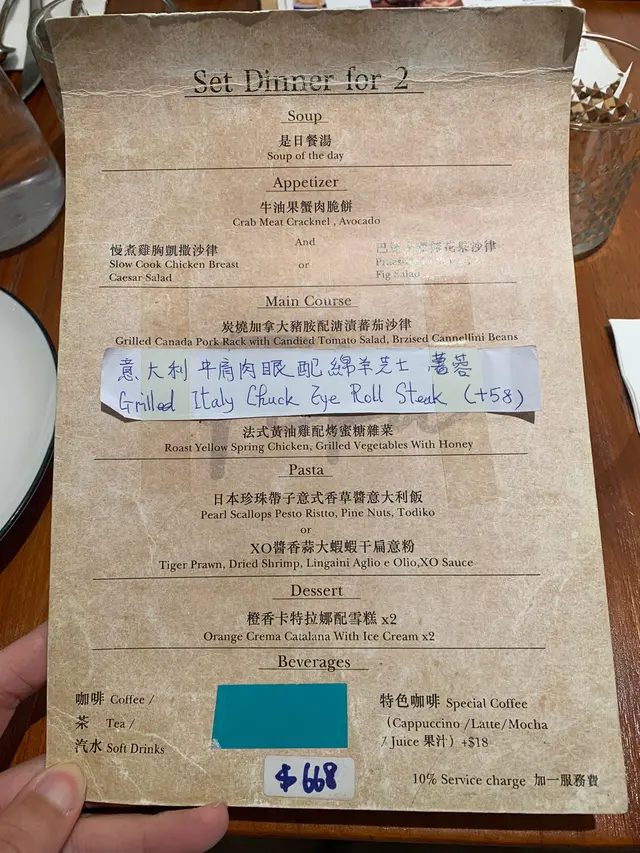 Set Dinner for 2
Soup
是日餐湯
Soup of the day
Appetizer
牛油果蟹肉脆餅
Crab Meat Cracknel , Avocado
And
慢煮雞胸凱撒沙律
Slow Cook Chicken Breast
Caesar Salad
or
沙律
Fig Salad
Main Course
炭燒加拿大豬胺配溏漬蕃茄沙律
Grilled Canada Pork Rack with Candied Tomato Salad, Brzised Cannellini Beans
意大利 牛肩肉眼 配 綿羊芝士 薯蓉
Grilled Italy Chuck Eye Roll Steak (+58)
法式黃油雞配烤蜜糖雜菜
Roast Yellow Spring Chicken, Grilled Vegetables With Honey
Pasta
日本珍珠帶子意式香草醬意大利飯
Pearl Scallops Pesto Ristto, Pine Nuts, Todiko
or
XO醬香蒜大蝦蝦干扁意粉
Tiger Prawn, Dried Shrimp, Lingaini Aglio e Olio,XO Sauce
Dessert
橙香卡特拉娜配雪糕 x2
Orange Crema Catalana With Ice Cream x2
Beverages
咖啡 Coffee /
茶 Tea /
汽水 Soft Drinks
特色咖啡 Special Coffee
(Cappuccino /Latte/Mocha
/ Juice 果汁) +$18
$668
10% Service charge 加一服務費